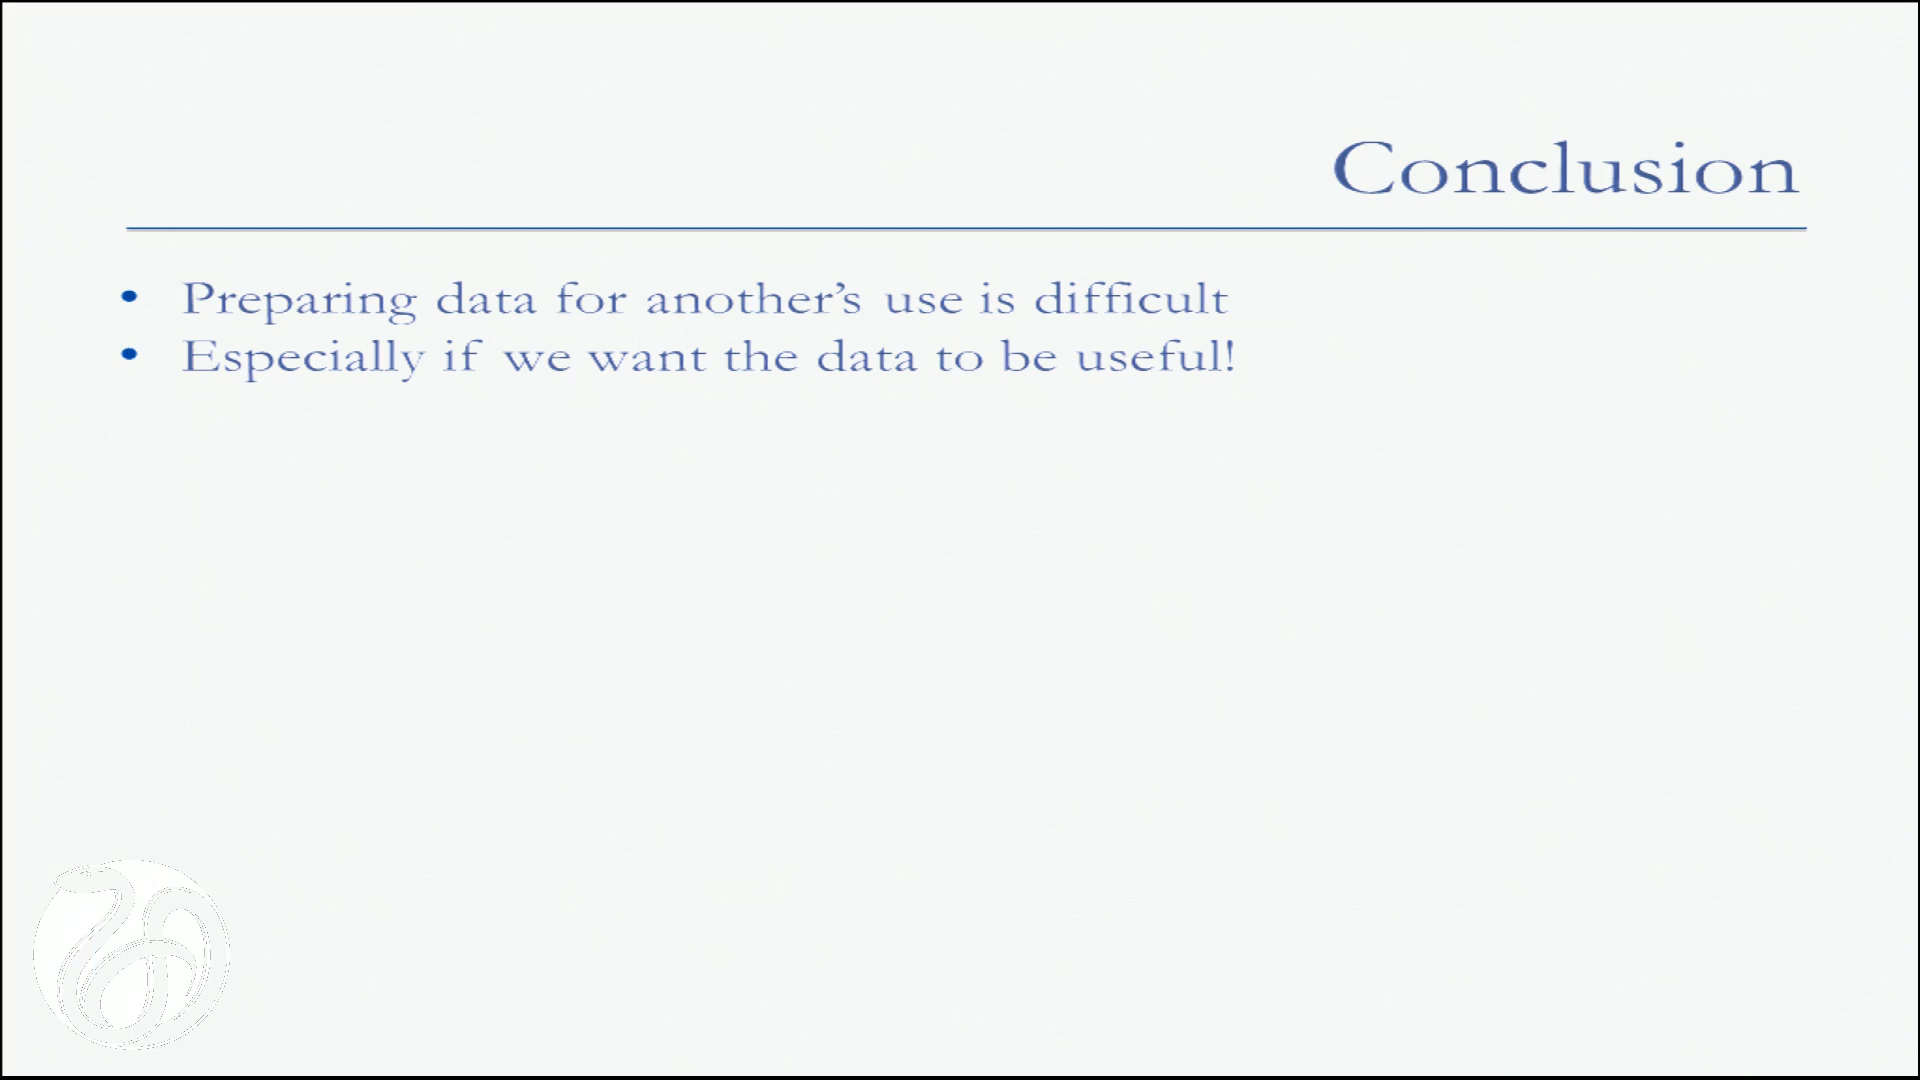 Conclusion
• Preparing data for another’s use is difficult
• Especially if we want the data to be useful!